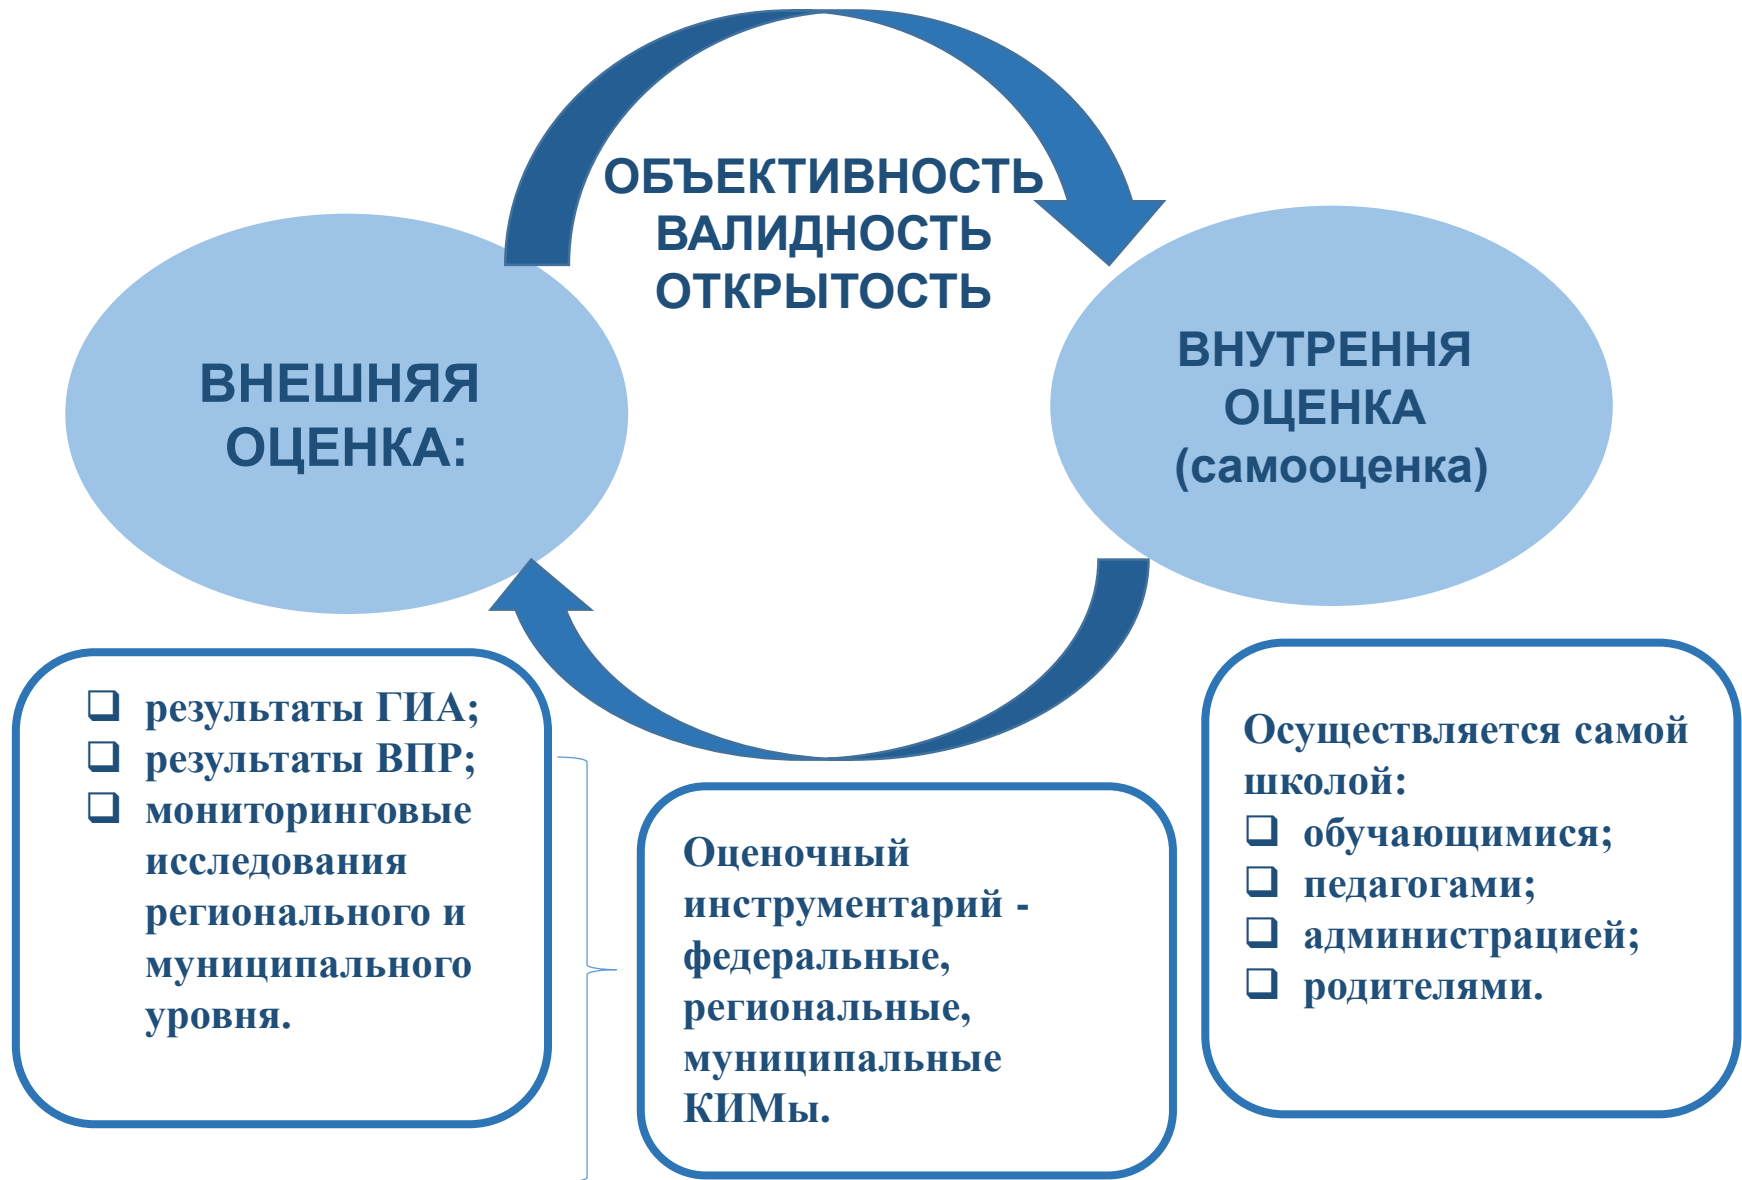 ОБЪЕКТИВНОСТЬ
ВАЛИДНОСТЬ
ОТКРЫТОСТЬ
ВНЕШНЯЯ
ОЦЕНКА:
ВНУТРЕННЯ
ОЦЕНКА
(самооценка)
❑ результаты ГИА;
❑ результаты ВПР;
❑ мониторинговые
исследования
регионального и
муниципального
уровня.
Оценочный
инструментарий -
федеральные,
региональные,
муниципальные
КИМы.
Осуществляется самой
школой:
❑ обучающимися;
❑ педагогами;
❑ администрацией;
❑ родителями.